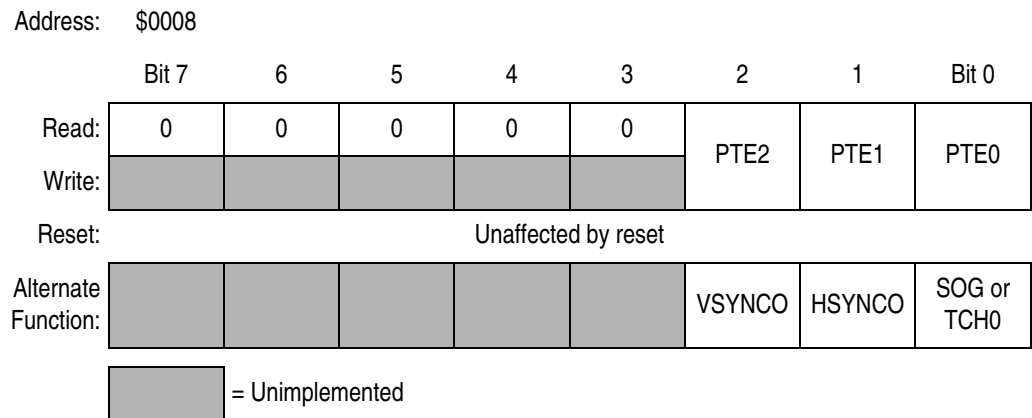 Address: $0008
Bit 7 6 5 4 3 2 1 Bit 0
Read: 0 0 0 0 0 PTE2 PTE1 PTE0
Write:
Reset: Unaffected by reset
Alternate Function: VSYNCO HSYNCO SOG or TCH0
= Unimplemented